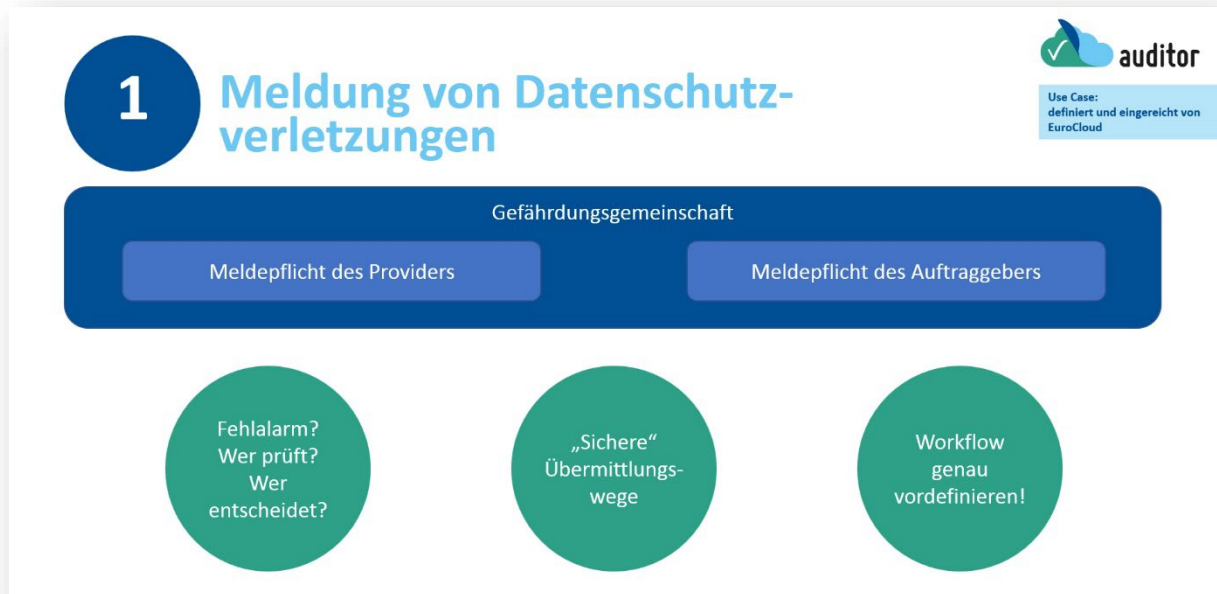 1
Meldung von Datenschutz-
verletzungen
auditor
Use Case:
definiert und eingereicht von
EuroCloud
Gefährdungsgemeinschaft
Meldepflicht des Providers
Meldepflicht des Auftraggebers
Fehlalarm?
Wer prüft?
Wer
entscheidet?
„Sichere“
Übermittlungs-
wege
Workflow
genau
vordefinieren!